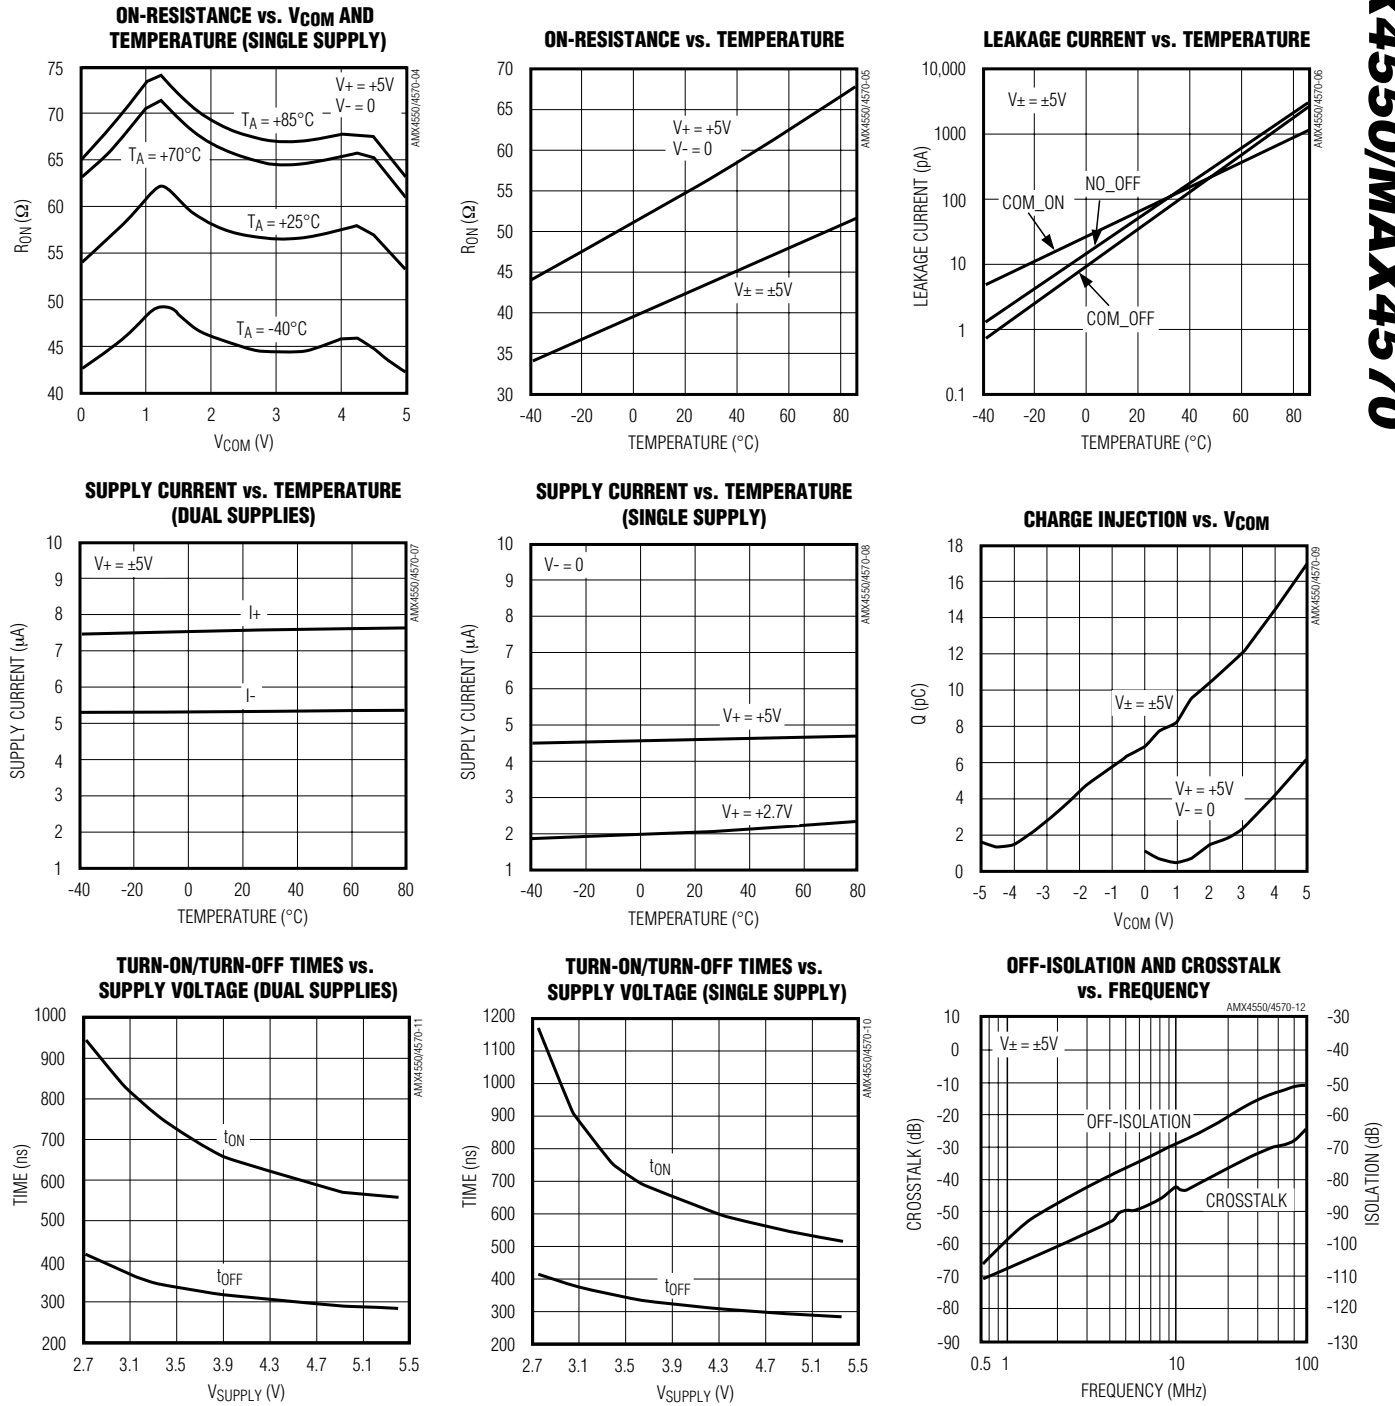 ON-RESISTANCE vs. VCOM AND
TEMPERATURE (SINGLE SUPPLY)
75
70
65
60
55
50
45
40
RON (Ω)
V+ = +5V
V- = 0
TA = +85°C
TA = +70°C
TA = +25°C
TA = -40°C
AMX4550/4570-04
0 1 2 3 4 5
VCOM (V)
ON-RESISTANCE vs. TEMPERATURE
70
65
60
55
50
45
40
35
30
RON (Ω)
V+ = +5V
V- = 0
V± = ±5V
AMX4550/4570-05
-40 -20 0 20 40 60 80
TEMPERATURE (°C)
LEAKAGE CURRENT vs. TEMPERATURE
10,000
1000
100
10
1
0.1
LEAKAGE CURRENT (pA)
V± = ±5V
NO_OFF
COM_ON
COM_OFF
AMX4550/4570-06
-40 -20 0 20 40 60 80
TEMPERATURE (°C)
X4550/MAX4570
SUPPLY CURRENT vs. TEMPERATURE
(DUAL SUPPLIES)
10
9
8
7
6
5
4
3
2
1
SUPPLY CURRENT (µA)
V+ = ±5V
I+
I-
AMX4550/4570-07
-40 -20 0 20 40 60 80
TEMPERATURE (°C)
SUPPLY CURRENT vs. TEMPERATURE
(SINGLE SUPPLY)
10
9
8
7
6
5
4
3
2
1
SUPPLY CURRENT (µA)
V- = 0
V+ = +5V
V+ = +2.7V
AMX4550/4570-08
-40 -20 0 20 40 60 80
TEMPERATURE (°C)
CHARGE INJECTION vs. VCOM
18
16
14
12
10
8
6
4
2
0
Q (pC)
V± = ±5V
V+ = +5V
V- = 0
AMX4550/4570-09
-5 -4 -3 -2 -1 0 1 2 3 4 5
VCOM (V)
TURN-ON/TURN-OFF TIMES vs.
SUPPLY VOLTAGE (DUAL SUPPLIES)
1000
900
800
700
600
500
400
300
200
TIME (ns)
tON
tOFF
AMX4550/4570-11
2.7 3.1 3.5 3.9 4.3 4.7 5.1 5.5
VSUPPLY (V)
TURN-ON/TURN-OFF TIMES vs.
SUPPLY VOLTAGE (SINGLE SUPPLY)
1200
1100
1000
900
800
700
600
500
400
300
200
TIME (ns)
tON
tOFF
AMX4550/4570-10
2.7 3.1 3.5 3.9 4.3 4.7 5.1 5.5
VSUPPLY (V)
OFF-ISOLATION AND CROSSTALK
vs. FREQUENCY
AMX4550/4570-12
10
0
-10
-20
-30
-40
-50
-60
-70
-80
-90
CROSSTALK (dB)
V± = ±5V
OFF-ISOLATION
CROSSTALK
-30
-40
-50
-60
-70
-80
-90
-100
-110
-120
-130
ISOLATION (dB)
0.5 1 10 100
FREQUENCY (MHz)